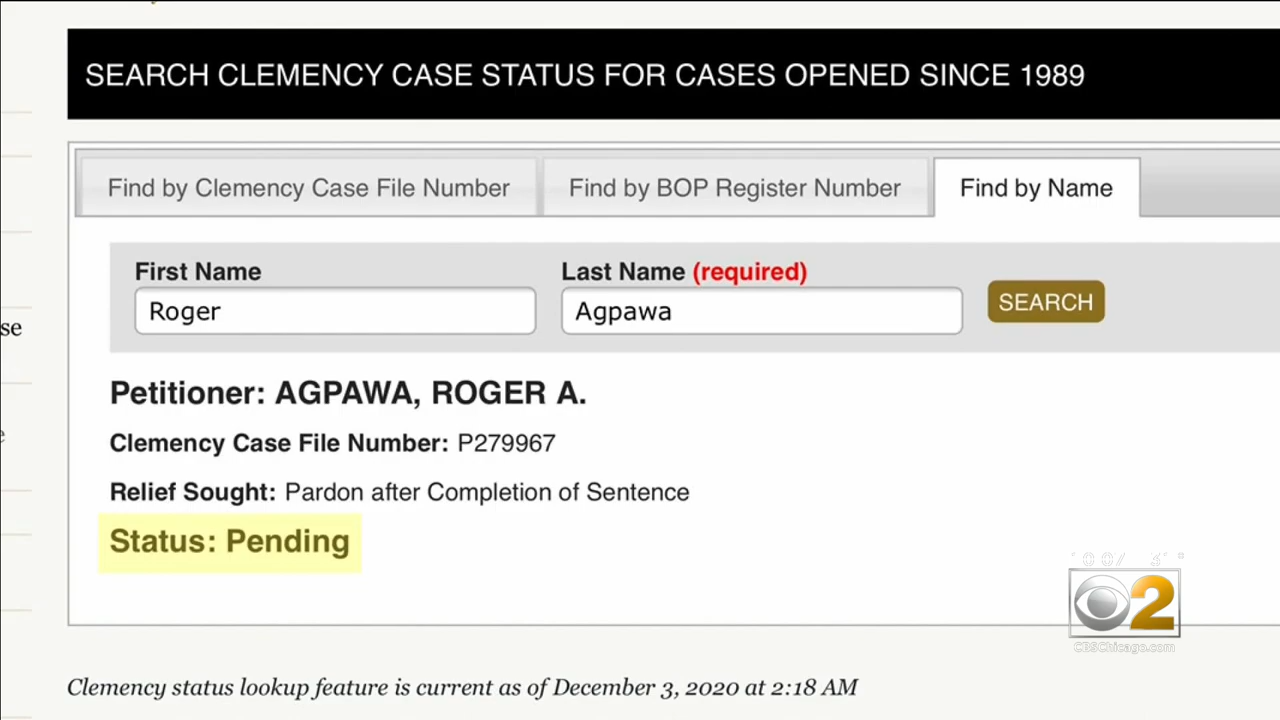 SEARCH CLEMENCY CASE STATUS FOR CASES OPENED SINCE 1989
Find by Clemency Case File Number
Find by BOP Register Number
Find by Name
First Name
Last Name (required)
Roger
Agpawa
SEARCH
se
Petitioner: AGPAWA, ROGER A.
Clemency Case File Number: P279967
e
Relief Sought: Pardon after Completion of Sentence
Status: Pending
2
CBSChicago.com
Clemency status lookup feature is current as of December 3, 2020 at 2:18 AM